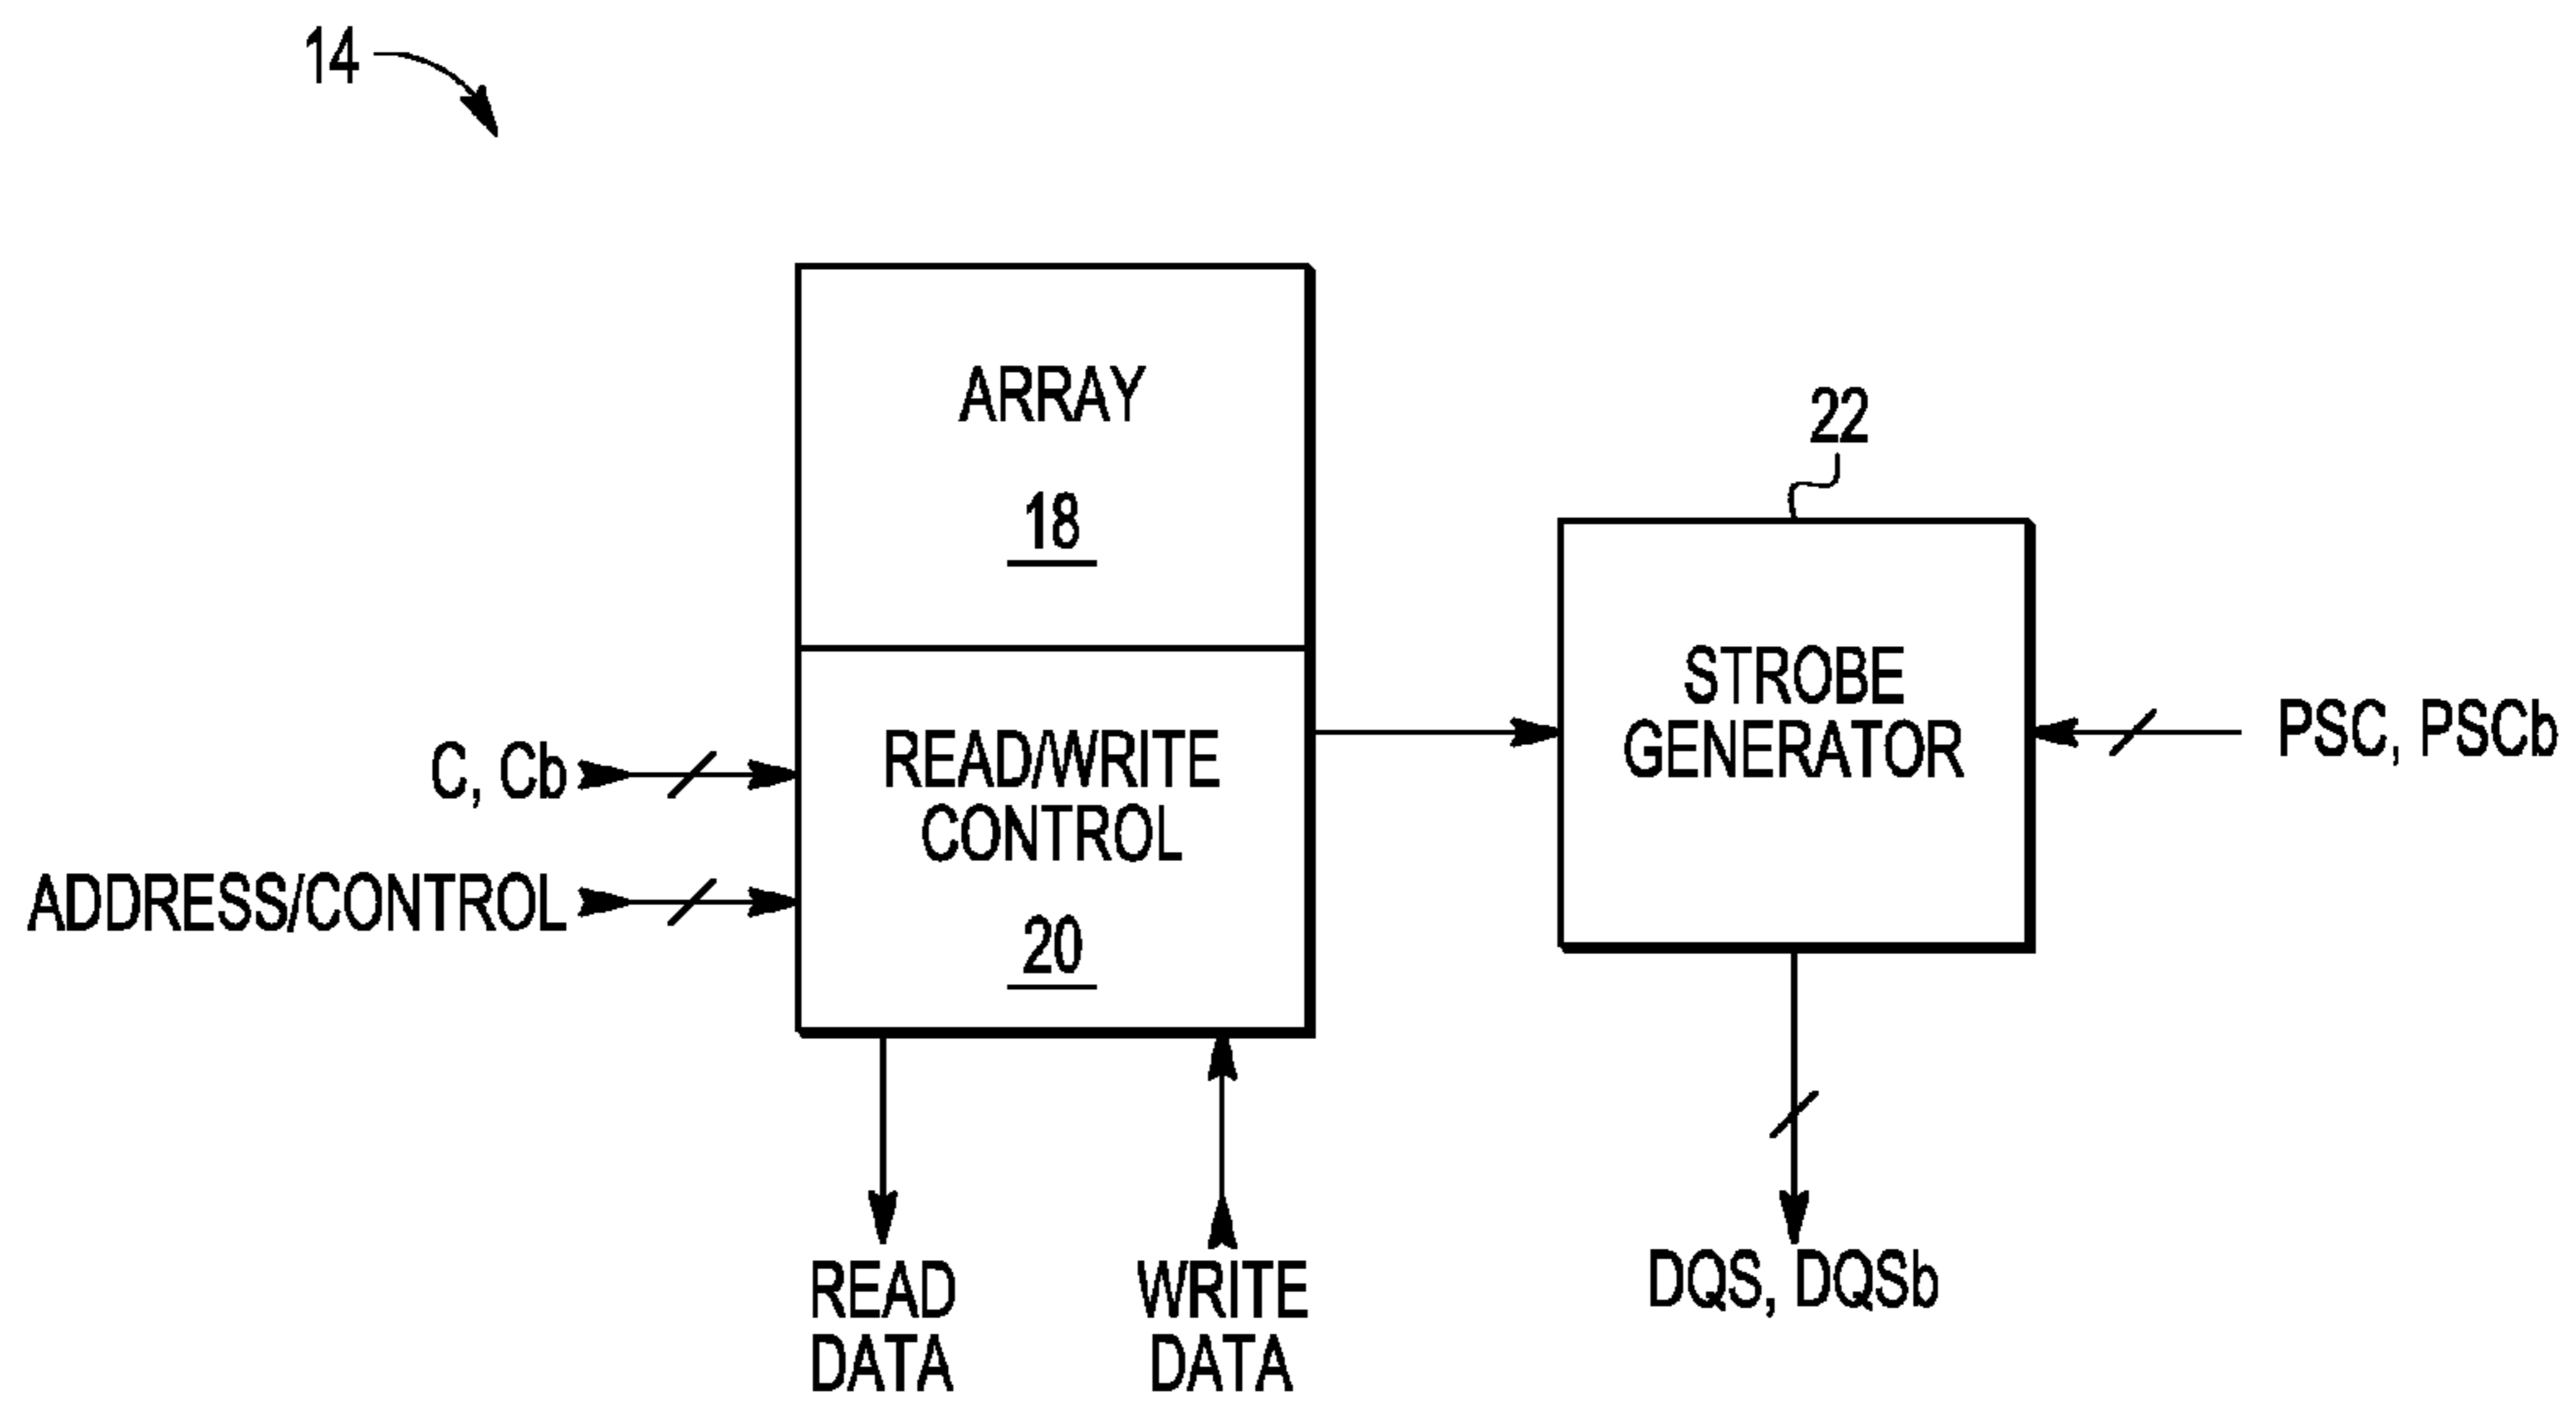 14
ARRAY
18
22
STROBE
GENERATOR
PSC, PSCb
C, Cb
READ/WRITE
CONTROL
ADDRESS/CONTROL
20
READ
DATA
WRITE
DATA
DQS, DQSb